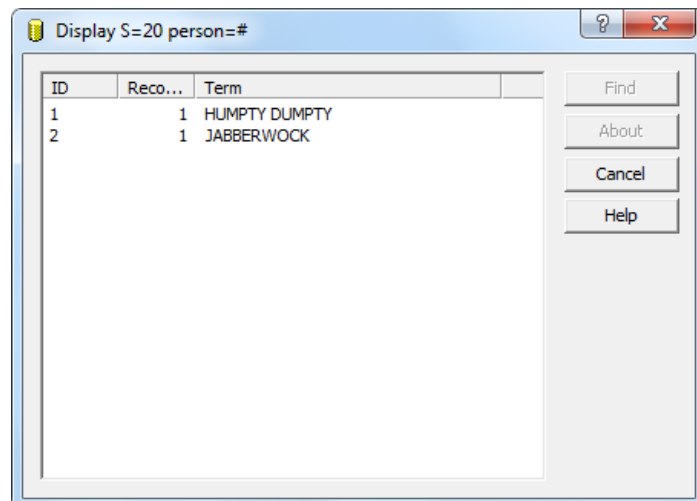 Display S=20 person=#
ID Reco... Term
1 1 HUMPTY DUMPTY
2 1 JABBERWOCK
Find
About
Cancel
Help